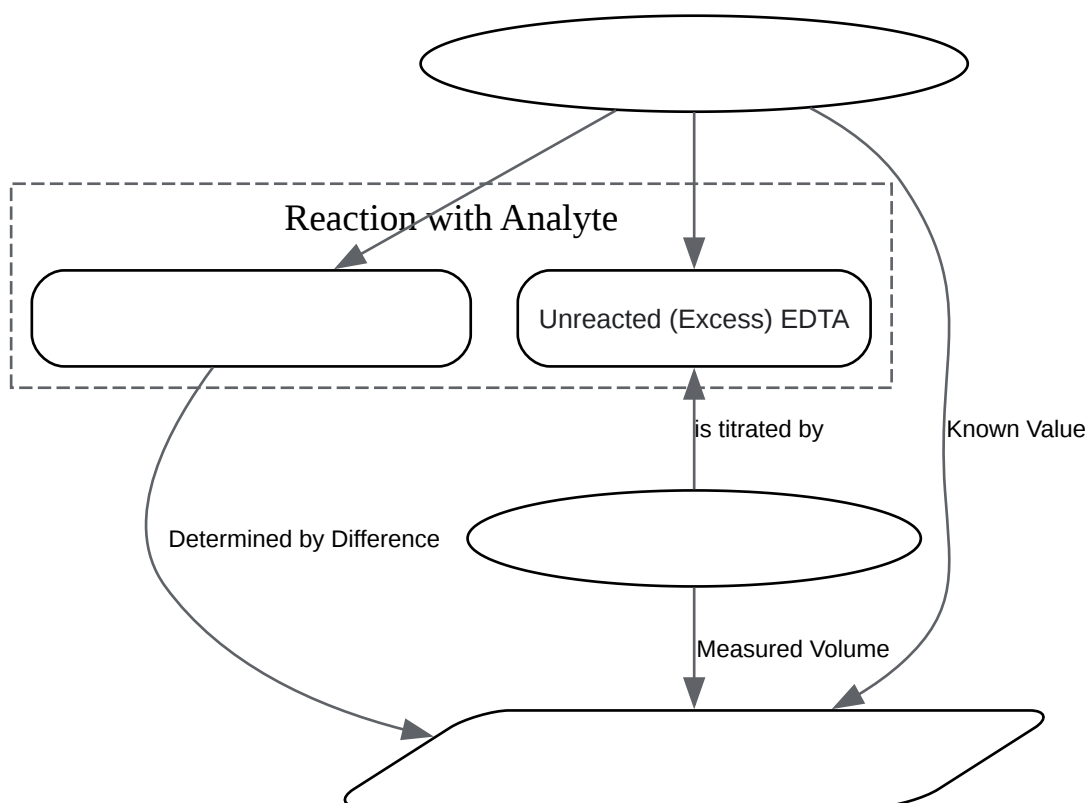 Reaction with Analyte
Unreacted (Excess) EDTA
is titrated by
Known Value
Determined by Difference
Measured Volume